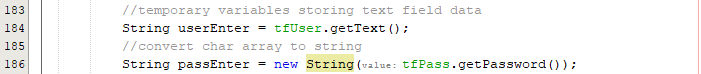 183 //temporary variables storing text field data
184 String userEnter = tfUser.getText();
185 //convert char array to string
186 String passEnter = new String(value: tfPass.getPassword());